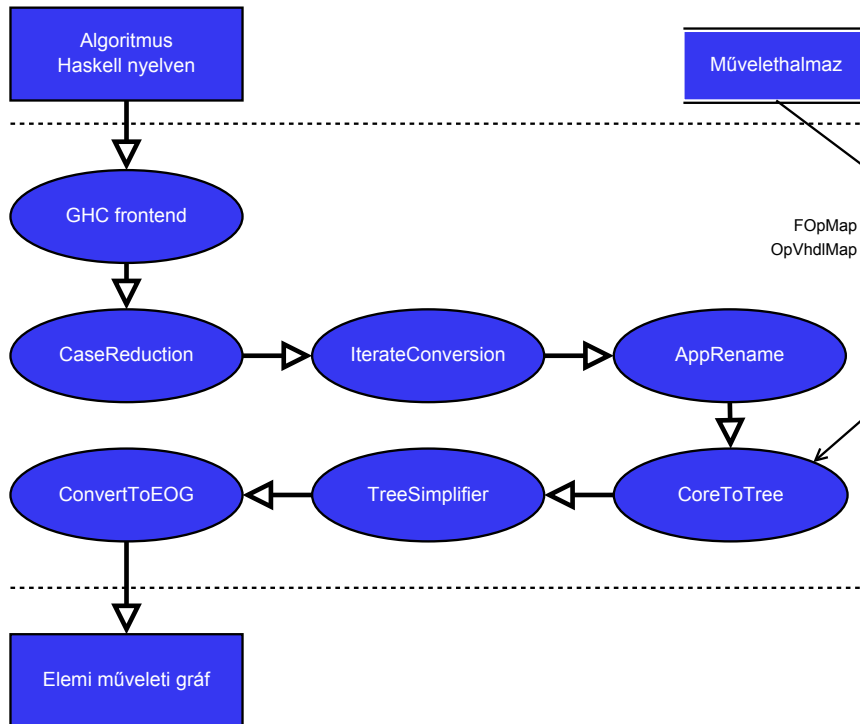 Algoritmus
Haskell nyelven
Művelethalmaz
GHC frontend
FOpMap
OpVhdlMap
CaseReduction
IterateConversion
AppRename
ConvertToEOG
TreeSimplifier
CoreToTree
Elemi műveleti gráf